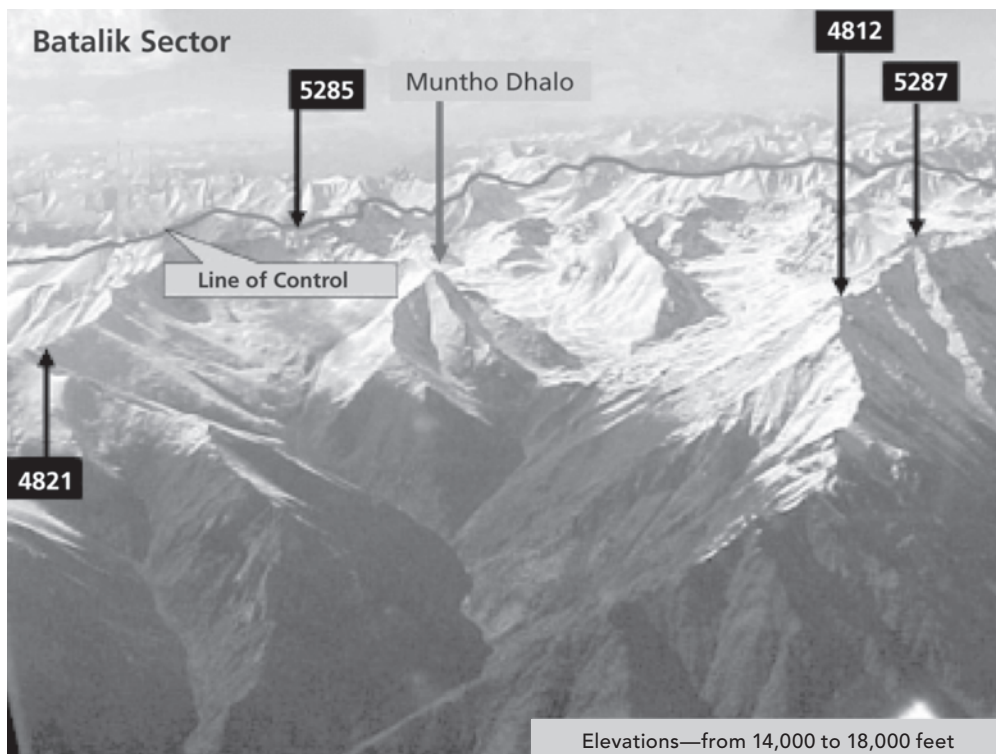 Batalik Sector
4812
5285
Muntho Dhalo
5287
Line of Control
4821
Elevations—from 14,000 to 18,000 feet